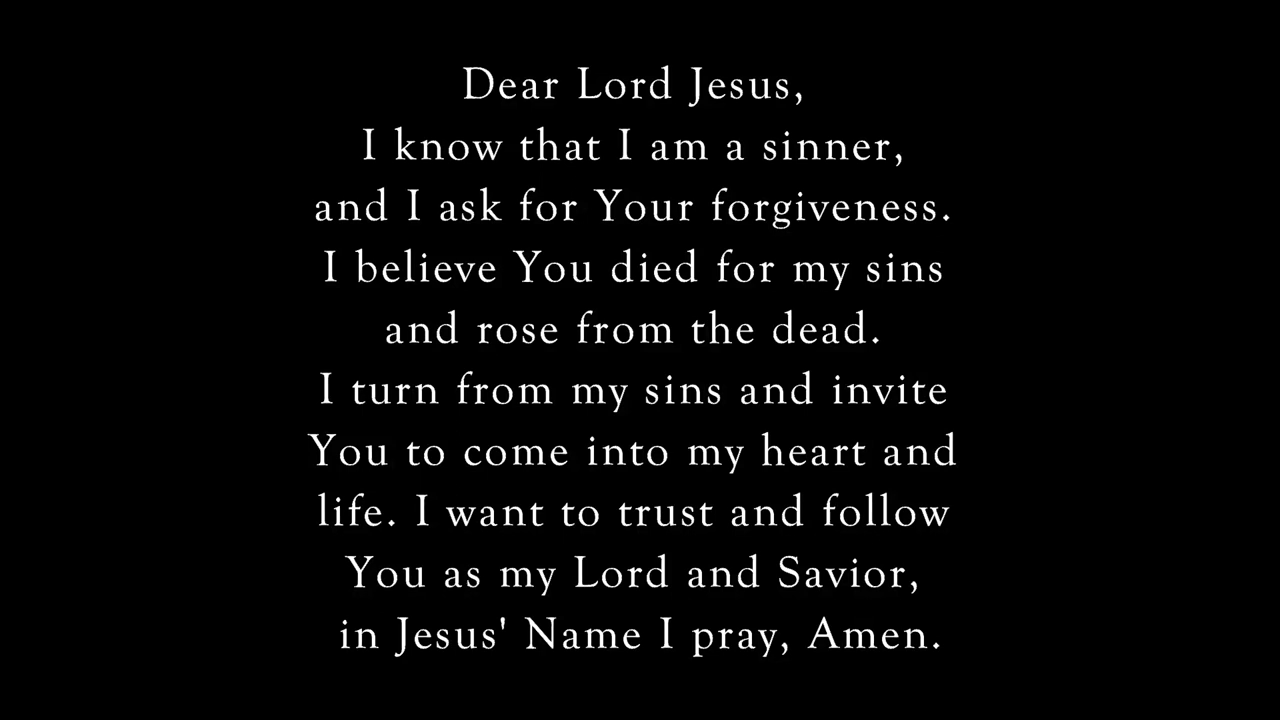 Dear Lord Jesus,
I know that I am a sinner,
and I ask for Your forgiveness.
I believe You died for my sins
and rose from the dead.
I turn from my sins and invite
You to come into my heart and
life. I want to trust and follow
You as my Lord and Savior,
in Jesus' Name I pray, Amen.